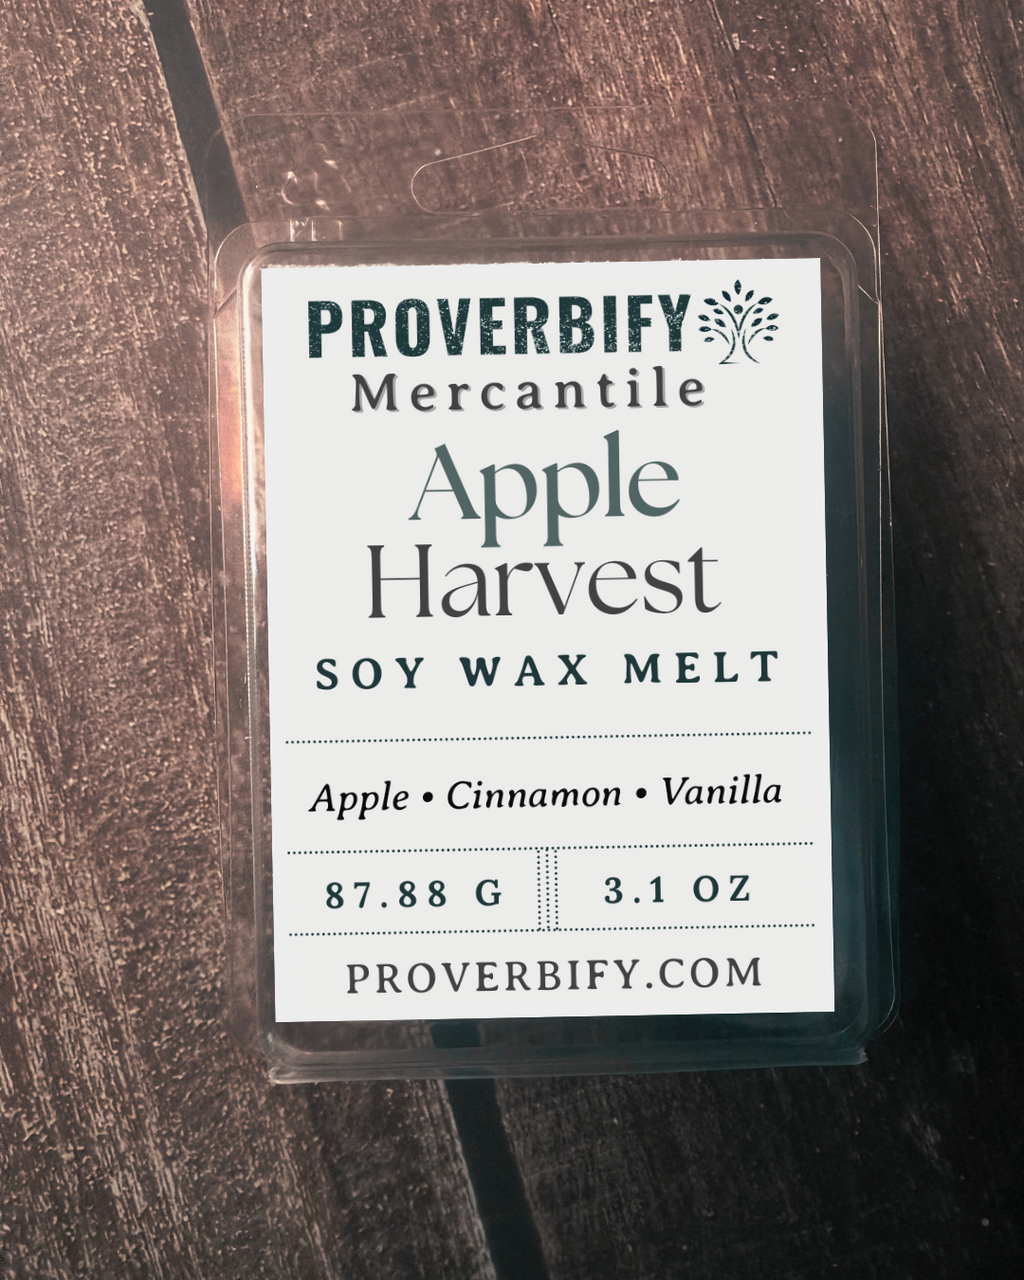 PROVERBIFY
Mercantile
Apple
Harvest
SOY WAX MELT
Apple • Cinnamon • Vanilla
87.88 G 3.1 OZ
PROVERBIFY.COM